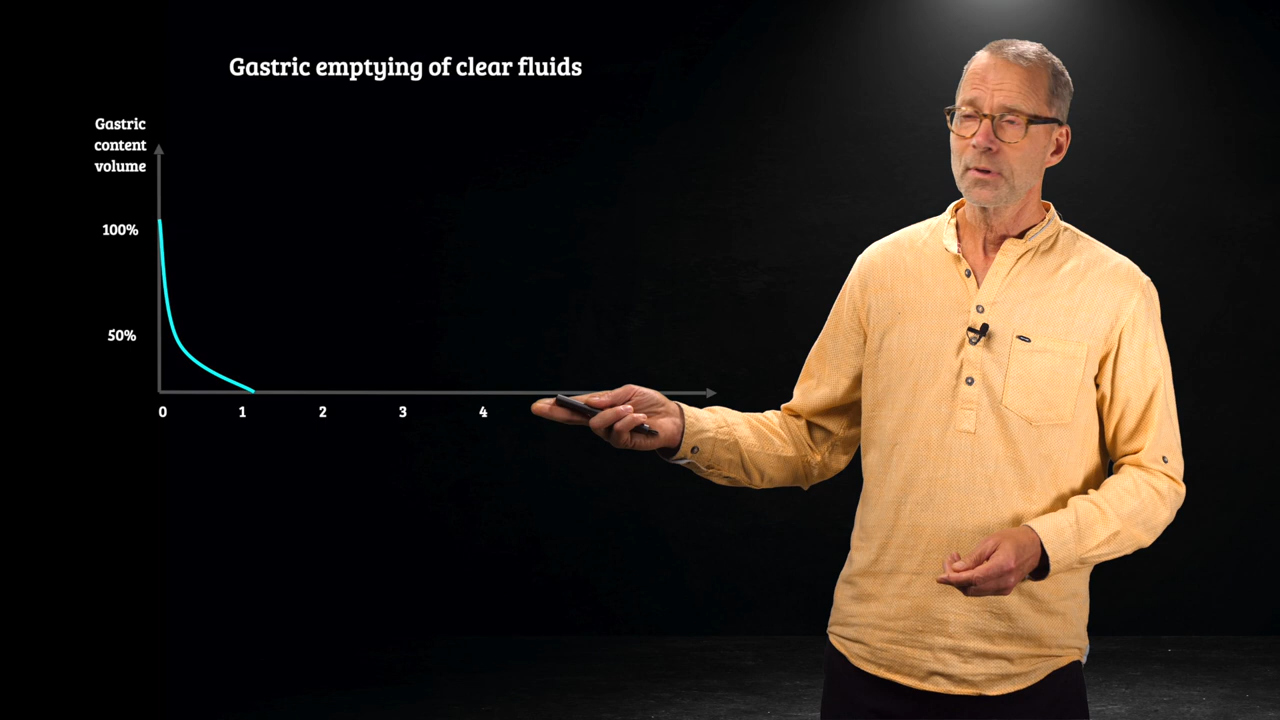 Gastric emptying of clear fluids
Gastric
content
volume
100%
50%
0 1 2 3 4